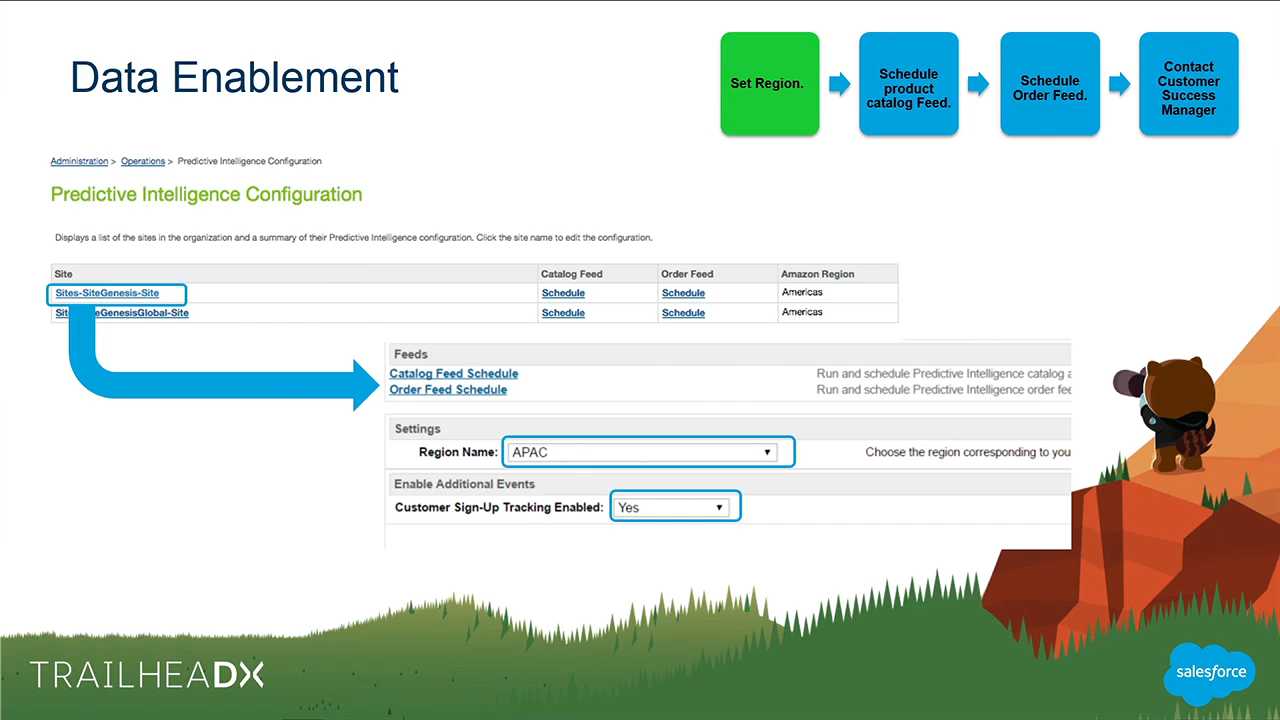 Data Enablement
Set Region.
Schedule
product
catalog Feed.
Schedule
Order Feed.
Contact
Customer
Success
Manager
Administration > Operations > Predictive Intelligence Configuration
Predictive Intelligence Configuration
Displays a list of the sites in the organization and a summary of their Predictive Intelligence configuration. Click the site name to edit the configuration.
Site Catalog Feed Order Feed Amazon Region
Sites-SiteGenesis-Site Schedule Schedule Americas
Site eGenesisGlobal-Site Schedule Schedule Americas
Feeds
Catalog Feed Schedule Run and schedule Predictive Intelligence catalog a
Order Feed Schedule Run and schedule Predictive Intelligence order fee
Settings
Region Name: APAC Choose the region corresponding to you
Enable Additional Events
Customer Sign-Up Tracking Enabled: Yes
TRAILHEADX
salesforce